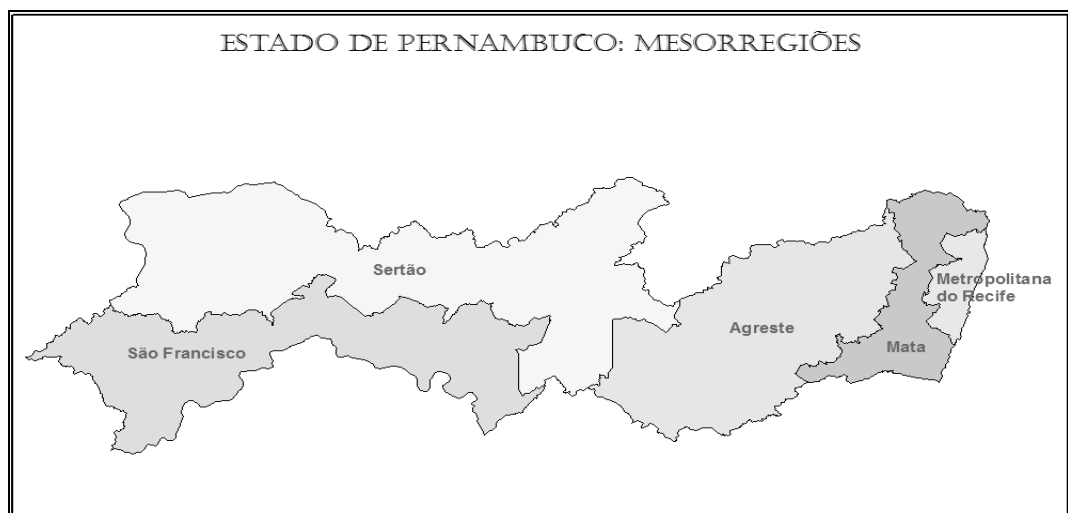 ESTADO DE PERNAMBUCO: MESORREGIÕES
Sertão
Metropolitana
do Recife
Agreste
Mata
São Francisco